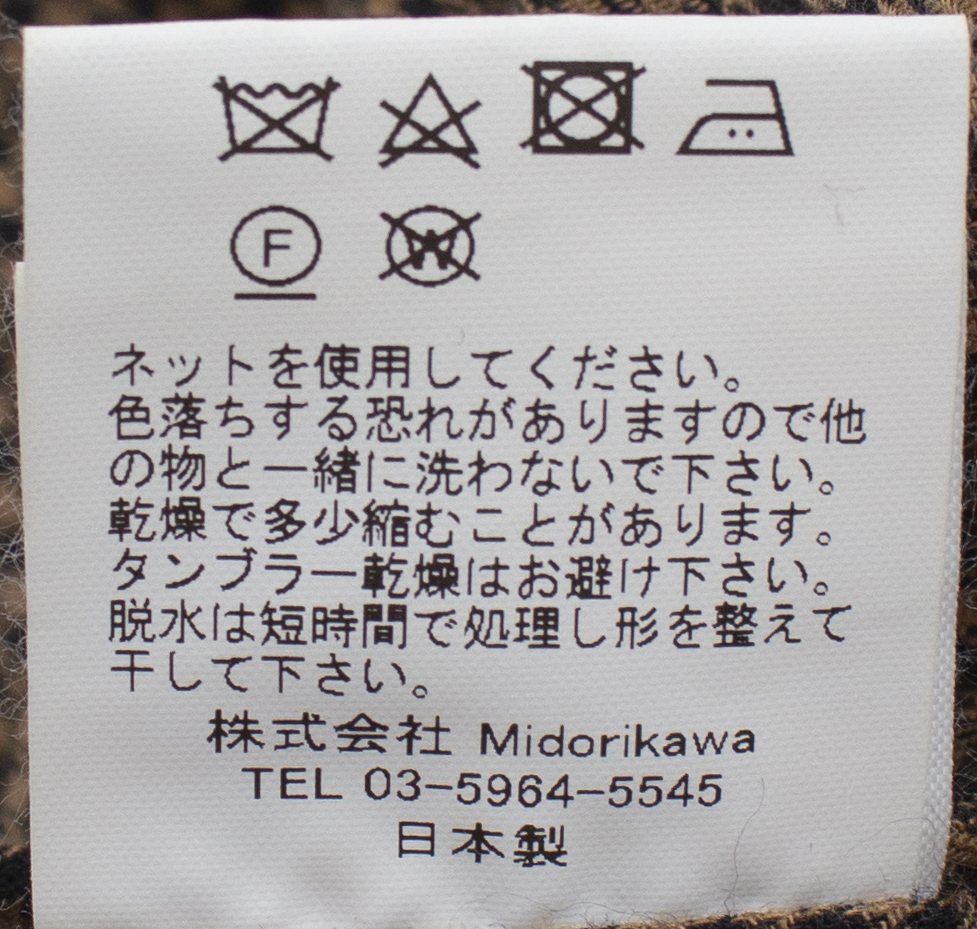 F
W
ネットを使用してください。
色落ちする恐れがありますので他
の物と一緒に洗わないで下さい。
乾燥で多少縮むことがあります。
タンブラー乾燥はお避け下さい。
脱水は短時間で処理し形を整えて
干して下さい。
株式会社 Midorikawa
TEL 03-5964-5545
日本製